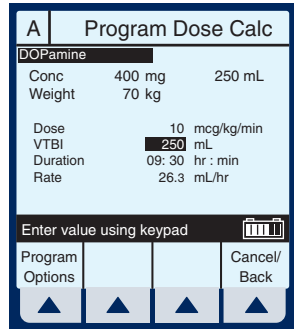 A Program Dose Calc
DOPamine
Conc 400 mg 250 mL
Weight 70 kg
Dose 10 mcg/kg/min
VTBI 250 mL
Duration 09: 30 hr : min
Rate 26.3 mL/hr
Enter value using keypad
Program Options Cancel/ Back